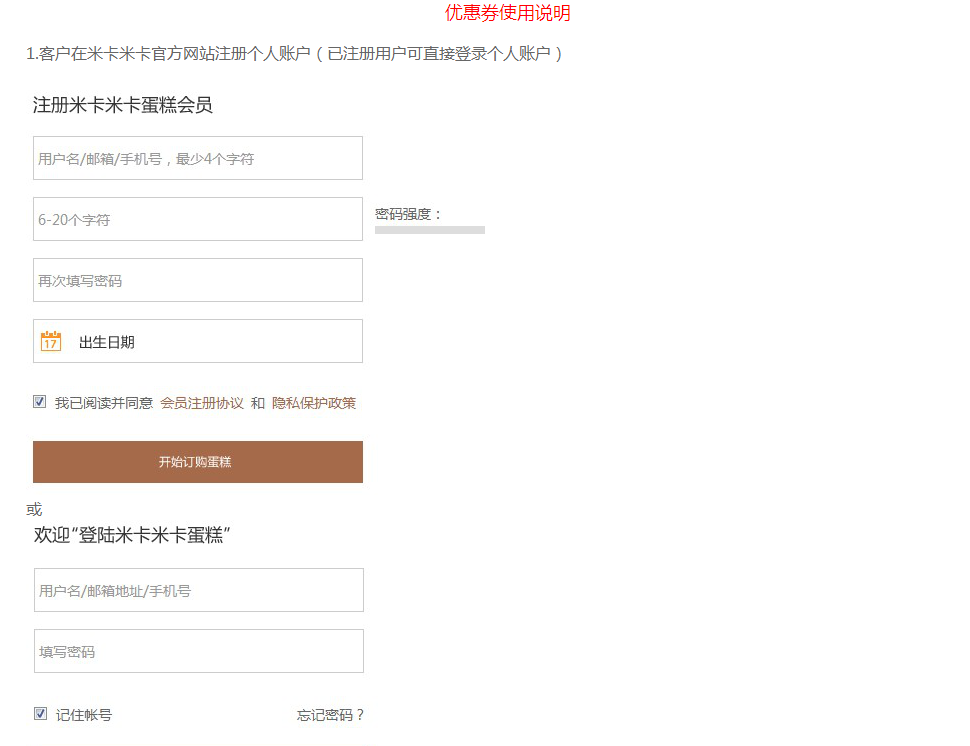 优惠券使用说明
1.客户在米卡米卡官方网站注册个人账户（已注册用户可直接登录个人账户）
注册米卡米卡蛋糕会员
用户名/邮箱/手机号，最少4个字符
6-20个字符 密码强度：
再次填写密码
17 出生日期
我已阅读并同意 会员注册协议 和 隐私保护政策
开始订购蛋糕
或
欢迎“登陆米卡米卡蛋糕”
用户名/邮箱地址/手机号
填写密码
记住帐号 忘记密码？